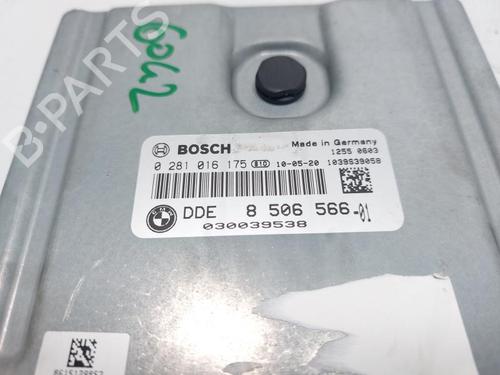 BOSCH
Made in Germany
1255 0603
0 281 016 175 810 10-05-20 1039S39058
DDE 8 506 566-01
030039538
B-PARTS